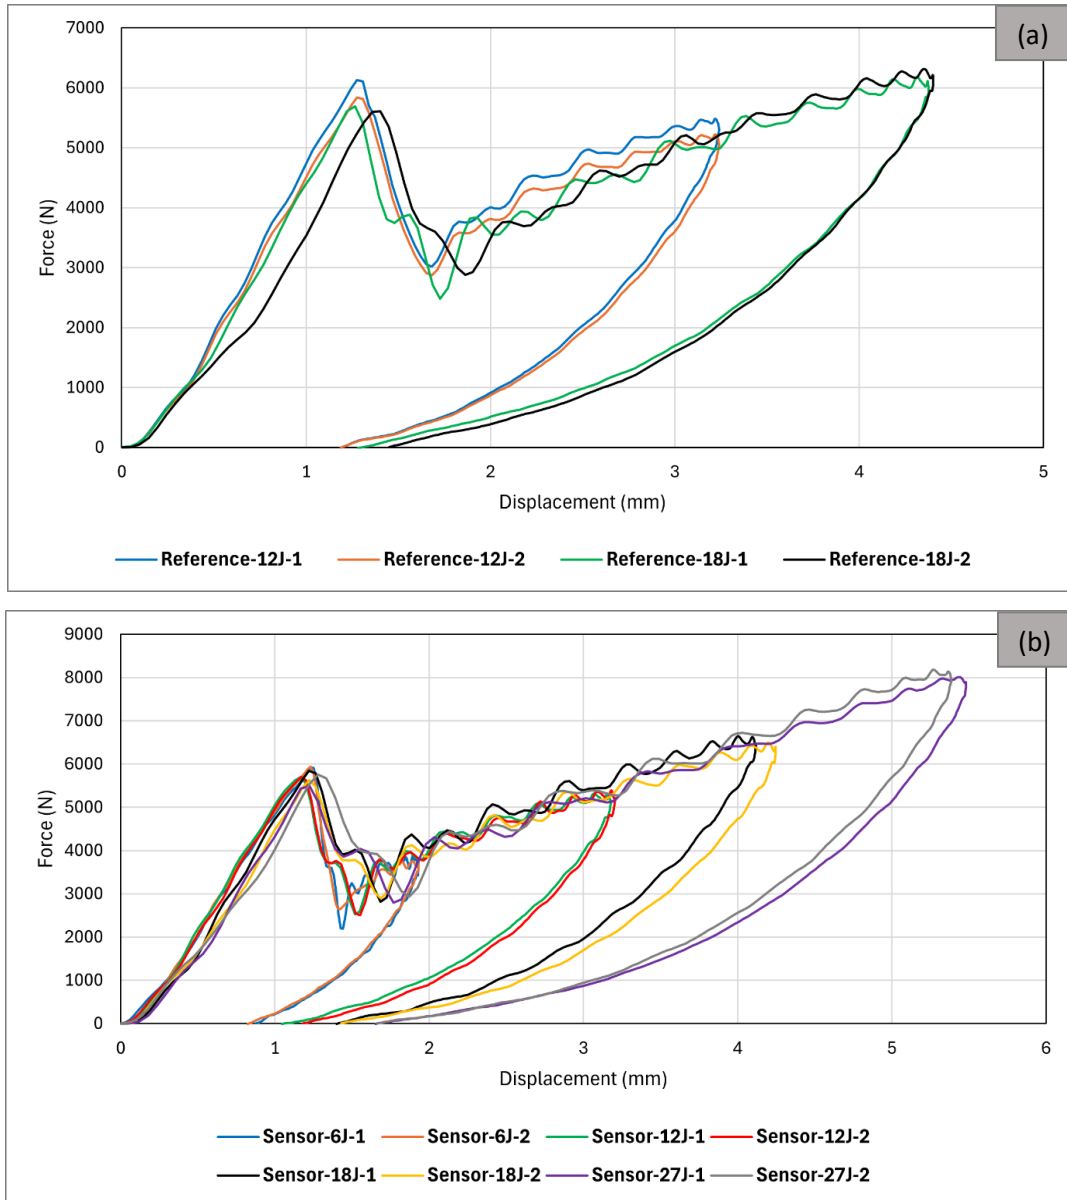 (a)
7000
6000
5000
4000
3000
2000
1000
0
Force (N)
0 1 2 3 4 5
Displacement (mm)
Reference-12J-1 Reference-12J-2 Reference-18J-1 Reference-18J-2
(b)
9000
8000
7000
6000
5000
4000
3000
2000
1000
0
Force (N)
0 1 2 3 4 5 6
Displacement (mm)
Sensor-6J-1 Sensor-6J-2 Sensor-12J-1 Sensor-12J-2
Sensor-18J-1 Sensor-18J-2 Sensor-27J-1 Sensor-27J-2